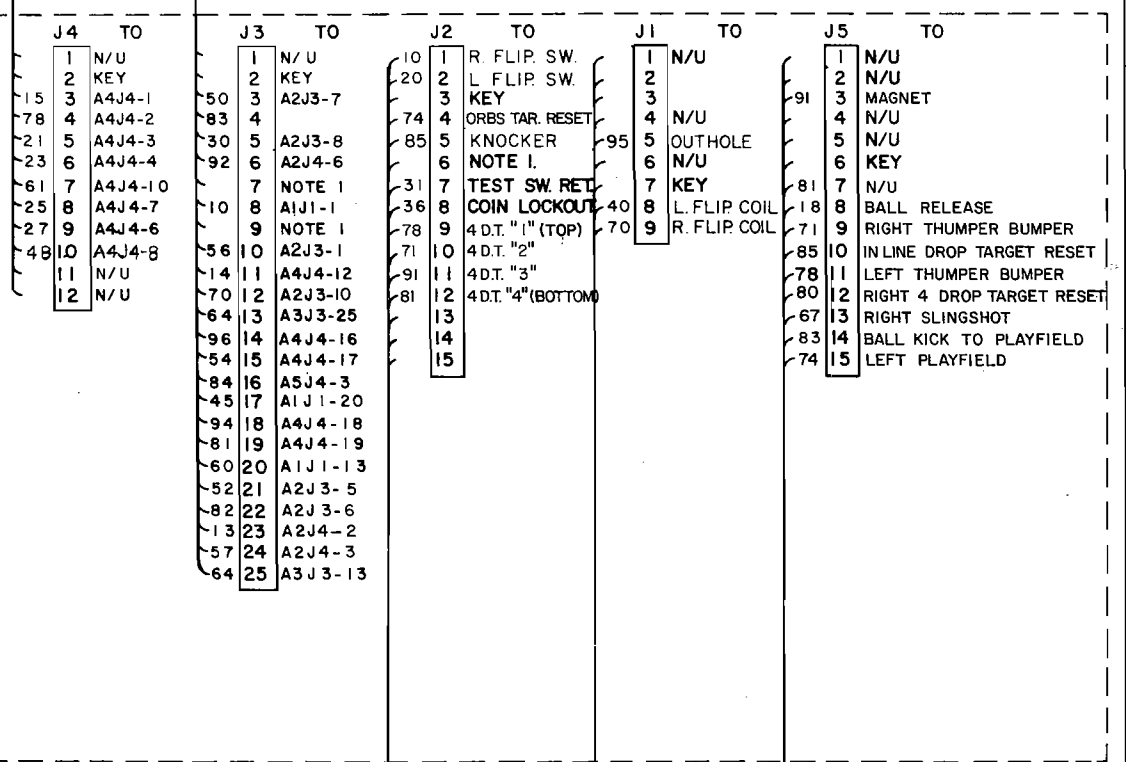 J4 TO
1 N/U
2 KEY
15 3 A4J4-1
78 4 A4J4-2
21 5 A4J4-3
23 6 A4J4-4
61 7 A4J4-10
25 8 A4J4-7
27 9 A4J4-6
48 10 A4J4-8
11 N/U
12 N/U
J3 TO
1 N/U
2 KEY
50 3 A2J3-7
83 4
30 5 A2J3-8
92 6 A2J4-6
7 NOTE 1
10 8 A1J1-1
9 NOTE 1
56 10 A2J3-1
14 11 A4J4-12
70 12 A2J3-10
64 13 A3J3-25
96 14 A4J4-16
54 15 A4J4-17
84 16 A5J4-3
45 17 A1J1-20
94 18 A4J4-18
81 19 A4J4-19
60 20 A1J1-13
52 21 A2J3-5
82 22 A2J3-6
13 23 A2J4-2
57 24 A2J4-3
64 25 A3J3-13
J2 TO
10 1 R. FLIP. SW.
20 2 L FLIP. SW.
3 KEY
74 4 ORBS TAR. RESET
85 5 KNOCKER
6 NOTE 1.
31 7 TEST SW. RET.
36 8 COIN LOCKOUT
78 9 4 D.T. "1" (TOP)
71 10 4 D.T. "2"
91 11 4 D.T. "3"
81 12 4 D.T. "4" (BOTTOM)
13
14
15
J1 TO
1 N/U
2
3
4 N/U
95 5 OUTHOLE
6 N/U
7 KEY
40 8 L. FLIP. COIL
70 9 R. FLIP. COIL
J5 TO
1 N/U
2 N/U
91 3 MAGNET
4 N/U
5 N/U
6 KEY
81 7 N/U
18 8 BALL RELEASE
71 9 RIGHT THUMPER BUMPER
85 10 IN LINE DROP TARGET RESET
78 11 LEFT THUMPER BUMPER
80 12 RIGHT 4 DROP TARGET RESET
67 13 RIGHT SLINGSHOT
83 14 BALL KICK TO PLAYFIELD
74 15 LEFT PLAYFIELD